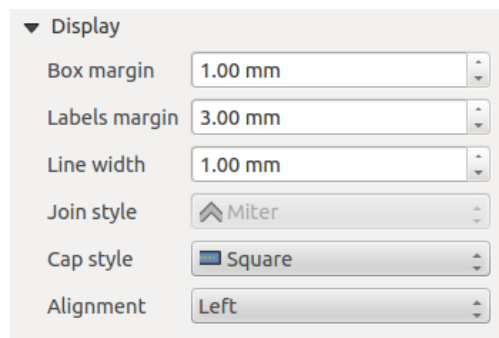 Display
Box margin 1.00 mm
Labels margin 3.00 mm
Line width 1.00 mm
Join style Miter
Cap style Square
Alignment Left